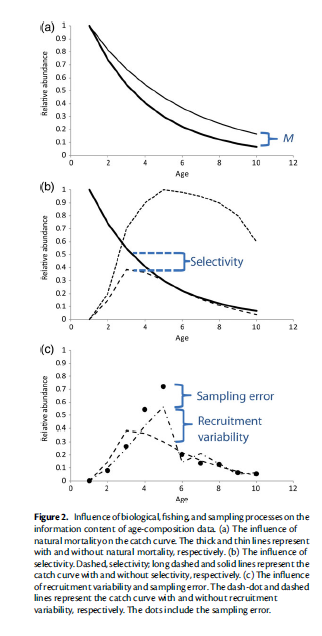 (a)
1
0.9
0.8
0.7
0.6
0.5
0.4
0.3
0.2
0.1
0
Relative abundance
M
0 2 4 6 8 10 12
Age
(b)
1
0.9
0.8
0.7
0.6
0.5
0.4
0.3
0.2
0.1
0
Relative abundance
Selectivity
0 2 4 6 8 10 12
Age
(c)
1
0.9
0.8
0.7
0.6
0.5
0.4
0.3
0.2
0.1
0
Relative abundance
Sampling error
Recruitment
variability
0 2 4 6 8 10 12
Age
Figure 2. Influence of biological, fishing, and sampling processes on the
information content of age-composition data. (a) The influence of
natural mortality on the catch curve. The thick and thin lines represent
with and without natural mortality, respectively. (b) The influence of
selectivity. Dashed, selectivity; long dashed and solid lines represent the
catch curve with and without selectivity, respectively. (c) The influence
of recruitment variability and sampling error. The dash-dot and dashed
lines represent the catch curve with and without recruitment
variability, respectively. The dots include the sampling error.